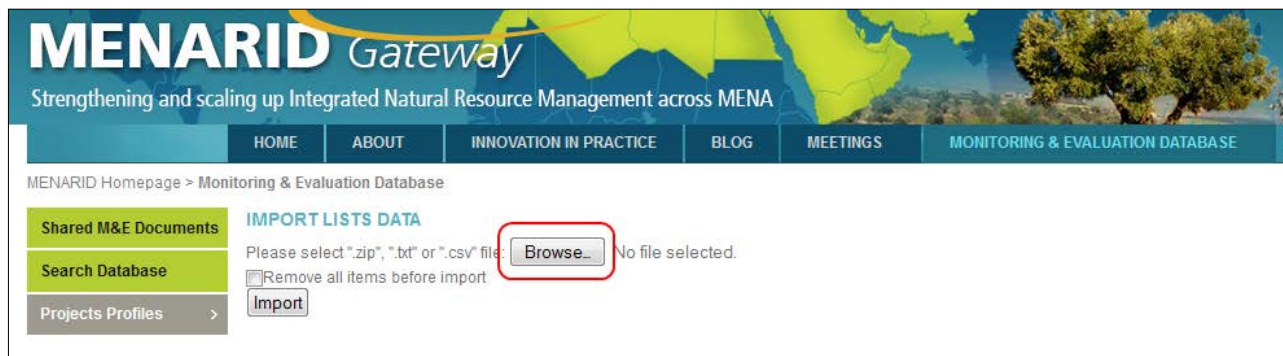 MENARID Gateway
Strengthening and scaling up Integrated Natural Resource Management across MENA
HOME ABOUT INNOVATION IN PRACTICE BLOG MEETINGS MONITORING & EVALUATION DATABASE
MENARID Homepage > Monitoring & Evaluation Database
Shared M&E Documents
Search Database
Projects Profiles >
IMPORT LISTS DATA
Please select ".zip", ".txt" or ".csv" file: Browse... No file selected.
Remove all items before import
Import